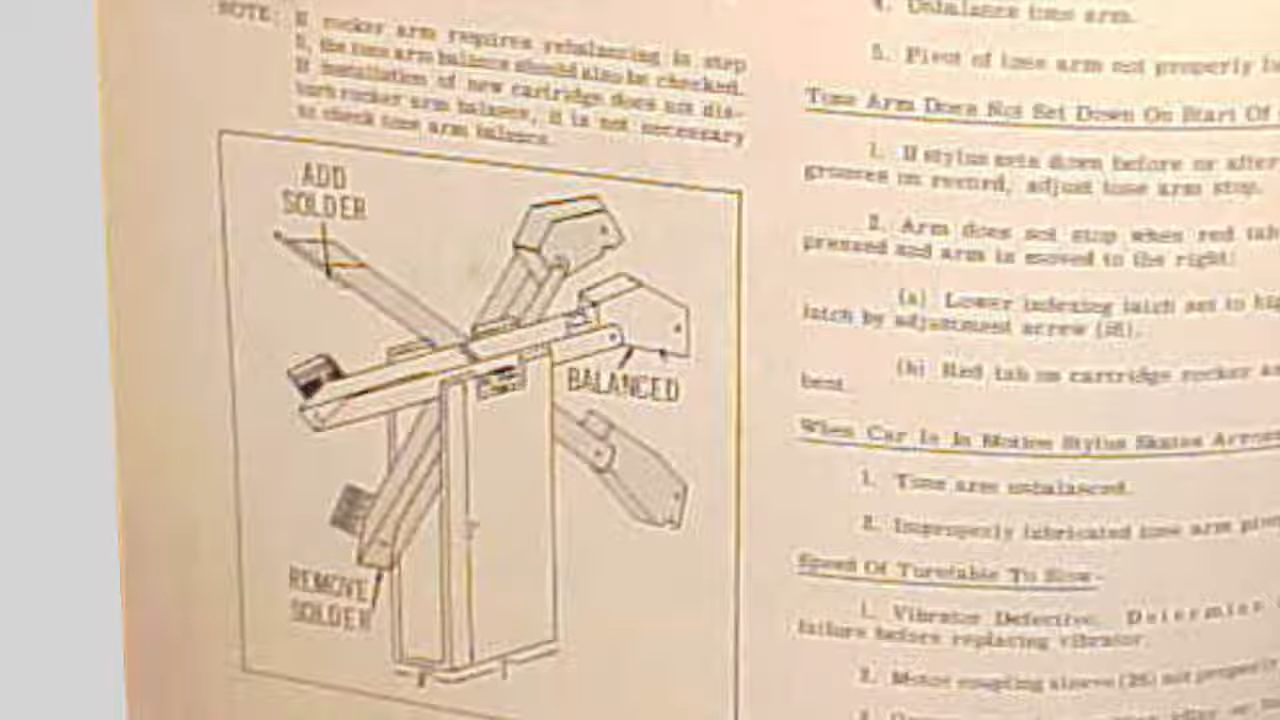 NOTE: If rocker arm requires rebalancing in step
5, the tone arm balance should also be checked.
If installation of new cartridge does not dis-
turb rocker arm balance, it is not necessary
to check tone arm balance.
ADD
SOLDER
BALANCED
REMOVE
SOLDER
4. Unbalance tone arm.
5. Pivot of tone arm not properly
Tone Arm Does Not Set Down On Start Of
1. If stylus sets down before or after
grooves on record, adjust tone arm stop.
2. Arm does not stop when red tab
pressed and arm is moved to the right:
(a) Lower indexing latch set to
latch by adjustment screw
(b) Red tab on cartridge rocker
bent.
When Car Is In Motion Stylus Skates Across
1. Tone arm unbalanced.
2. Improperly lubricated tone arm
Speed Of Turntable To Slow-
1. Vibrator Defective. Determine
failure before replacing vibrator.
2. Motor coupling sleeve (26) not properly